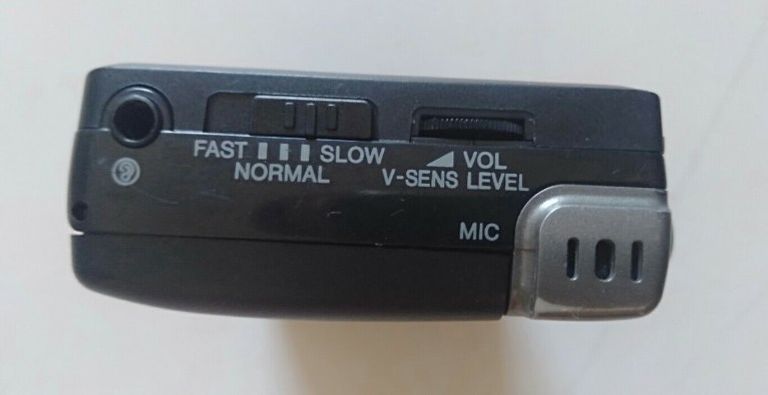 FAST SLOW
NORMAL
VOL
V-SENS LEVEL
MIC